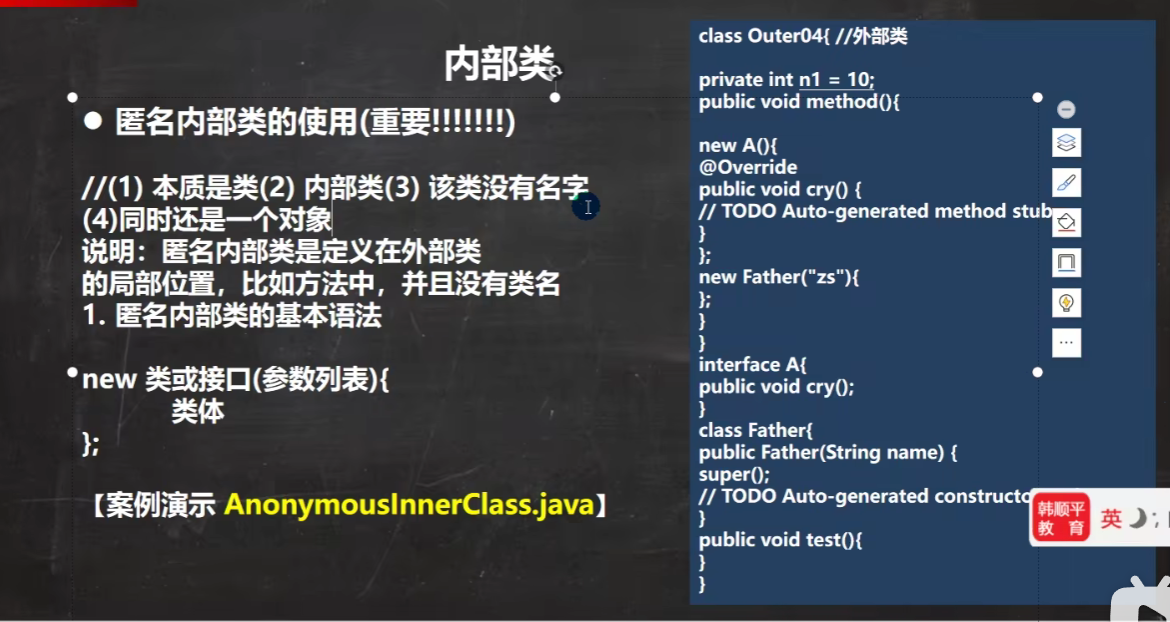 内部类
● 匿名内部类的使用(重要!!!!!!!)
//(1) 本质是类(2) 内部类(3) 该类没有名字
(4)同时还是一个对象
说明：匿名内部类是定义在外部类
的局部位置，比如方法中，并且没有类名
1. 匿名内部类的基本语法
new 类或接口(参数列表){
类体
};
【案例演示 AnonymousInnerClass.java】
class Outer04{ //外部类
private int n1 = 10;
public void method(){
new A(){
@Override
public void cry() {
// TODO Auto-generated method stub
}
};
new Father("zs"){
};
}
}
interface A{
public void cry();
}
class Father{
public Father(String name) {
super();
// TODO Auto-generated constructo
}
public void test(){
}
}
韩顺平
教 育
英